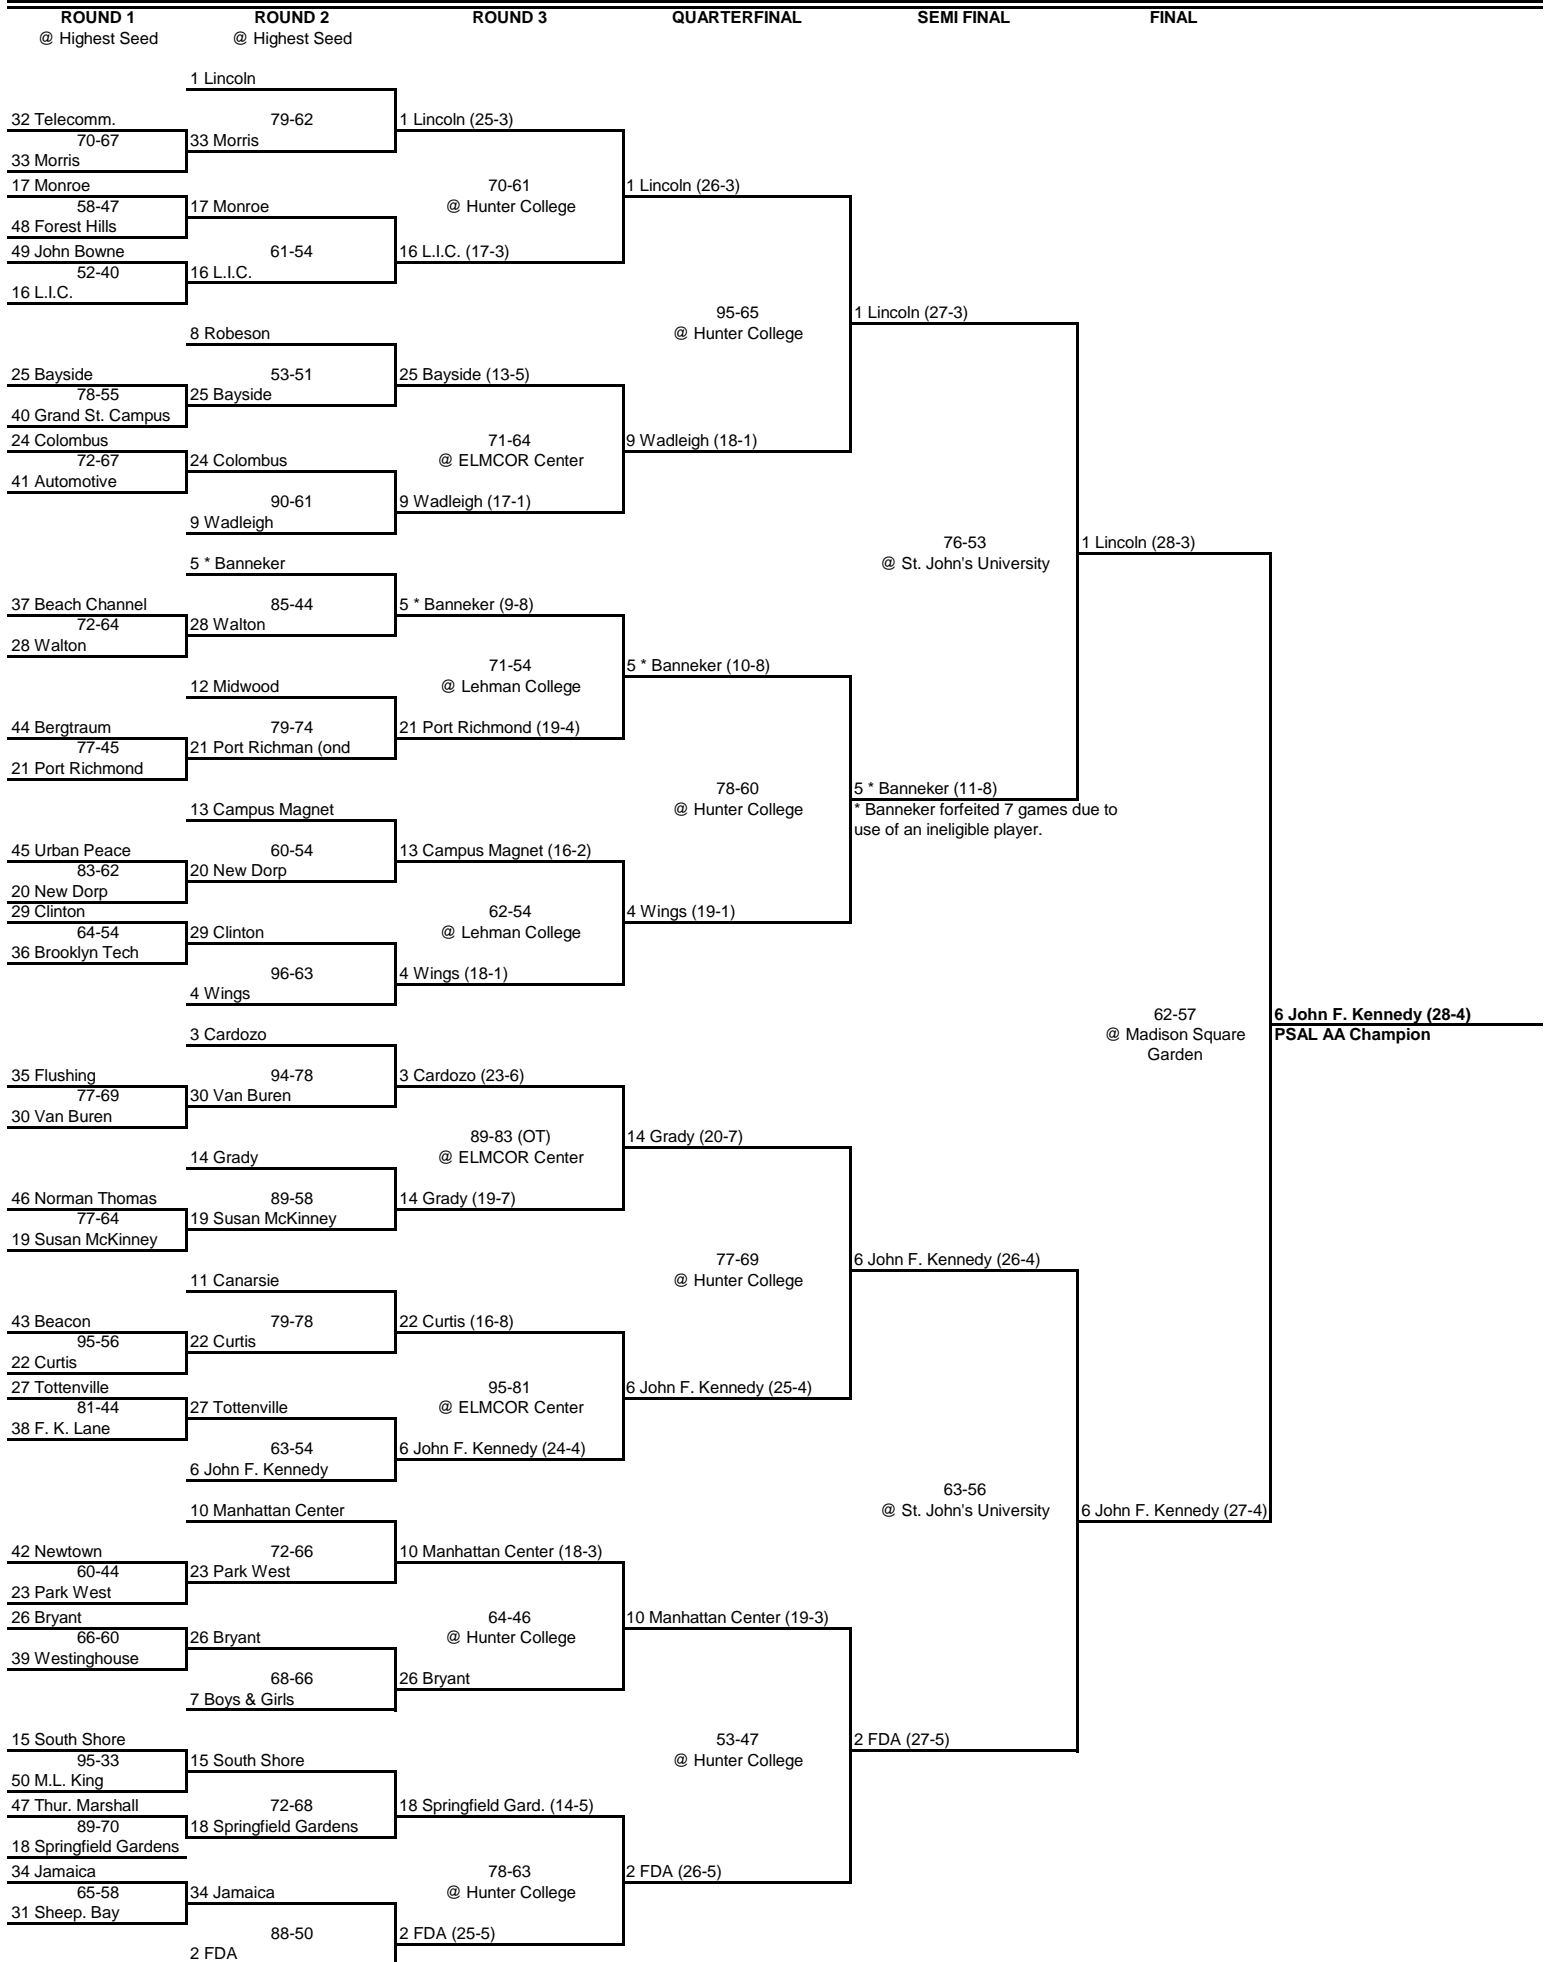 ROUND 1 ROUND 2 ROUND 3 QUARTERFINAL SEMI FINAL FINAL
@ Highest Seed @ Highest Seed
1 Lincoln
32 Telecomm. 79-62 1 Lincoln (25-3)
70-67 33 Morris
33 Morris
17 Monroe 70-61 1 Lincoln (26-3)
58-47 17 Monroe @ Hunter College
48 Forest Hills
49 John Bowne 61-54 16 L.I.C. (17-3)
52-40 16 L.I.C.
16 L.I.C.
95-65 1 Lincoln (27-3)
8 Robeson @ Hunter College
25 Bayside 53-51 25 Bayside (13-5)
78-55 25 Bayside
40 Grand St. Campus
24 Colombus 71-64 9 Wadleigh (18-1)
72-67 24 Colombus @ ELMCOR Center
41 Automotive
90-61 9 Wadleigh (17-1)
9 Wadleigh
76-53 1 Lincoln (28-3)
5 * Banneker @ St. John's University
37 Beach Channel 85-44 5 * Banneker (9-8)
72-64 28 Walton
28 Walton
71-54 5 * Banneker (10-8)
12 Midwood @ Lehman College
44 Bergtraum 79-74 21 Port Richmond (19-4)
77-45 21 Port Richman (ond
21 Port Richmond
78-60 5 * Banneker (11-8)
13 Campus Magnet @ Hunter College * Banneker forfeited 7 games due to
use of an ineligible player.
45 Urban Peace 60-54 13 Campus Magnet (16-2)
83-62 20 New Dorp
20 New Dorp
29 Clinton 62-54 4 Wings (19-1)
64-54 29 Clinton @ Lehman College
36 Brooklyn Tech
96-63 4 Wings (18-1)
4 Wings
62-57 6 John F. Kennedy (28-4)
3 Cardozo @ Madison Square PSAL AA Champion
Garden
35 Flushing 94-78 3 Cardozo (23-6)
77-69 30 Van Buren
30 Van Buren
89-83 (OT) 14 Grady (20-7)
14 Grady @ ELMCOR Center
46 Norman Thomas 89-58 14 Grady (19-7)
77-64 19 Susan McKinney
19 Susan McKinney
77-69 6 John F. Kennedy (26-4)
11 Canarsie @ Hunter College
43 Beacon 79-78 22 Curtis (16-8)
95-56 22 Curtis
22 Curtis
27 Tottenville 95-81 6 John F. Kennedy (25-4)
81-44 27 Tottenville @ ELMCOR Center
38 F. K. Lane
63-54 6 John F. Kennedy (24-4)
6 John F. Kennedy
63-56
10 Manhattan Center @ St. John's University 6 John F. Kennedy (27-4)
42 Newtown 72-66 10 Manhattan Center (18-3)
60-44 23 Park West
23 Park West
26 Bryant 64-46 10 Manhattan Center (19-3)
66-60 26 Bryant @ Hunter College
39 Westinghouse
68-66 26 Bryant
7 Boys & Girls
15 South Shore 53-47 2 FDA (27-5)
95-33 15 South Shore @ Hunter College
50 M.L. King
47 Thur. Marshall 72-68 18 Springfield Gard. (14-5)
89-70 18 Springfield Gardens
18 Springfield Gardens
34 Jamaica 78-63 2 FDA (26-5)
65-58 34 Jamaica @ Hunter College
31 Sheep. Bay
88-50 2 FDA (25-5)
2 FDA